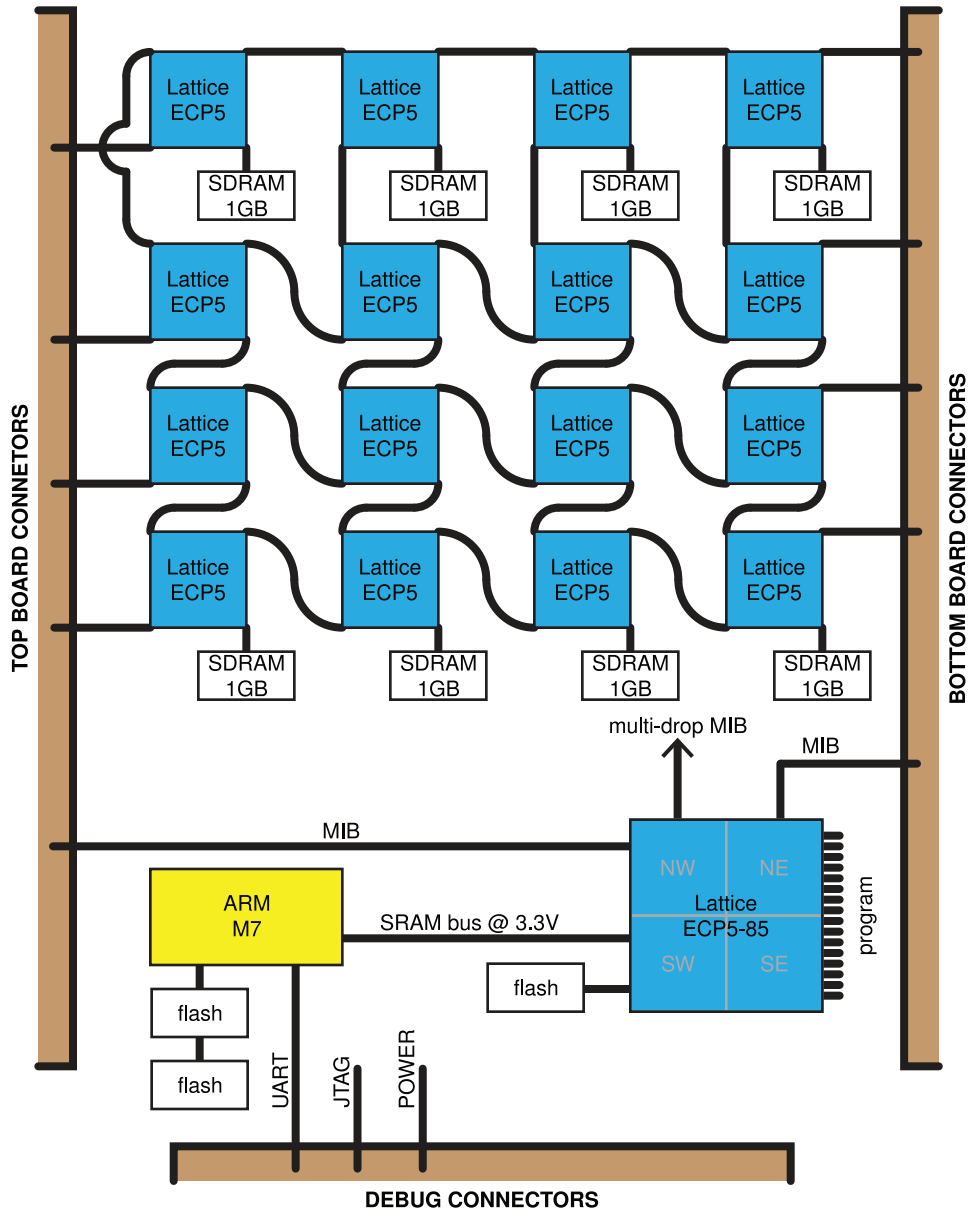 Lattice
ECP5
Lattice
ECP5
Lattice
ECP5
Lattice
ECP5
SDRAM
1GB
SDRAM
1GB
SDRAM
1GB
SDRAM
1GB
Lattice
ECP5
Lattice
ECP5
Lattice
ECP5
Lattice
ECP5
Lattice
ECP5
Lattice
ECP5
Lattice
ECP5
Lattice
ECP5
TOP BOARD CONNETORS
BOTTOM BOARD CONNECTORS
Lattice
ECP5
Lattice
ECP5
Lattice
ECP5
Lattice
ECP5
SDRAM
1GB
SDRAM
1GB
SDRAM
1GB
SDRAM
1GB
multi-drop MIB
MIB
MIB
NW
NE
Lattice
ECP5-85
SW
SE
program
ARM
M7
SRAM bus @ 3.3V
flash
flash
flash
UART
JTAG
POWER
DEBUG CONNECTORS